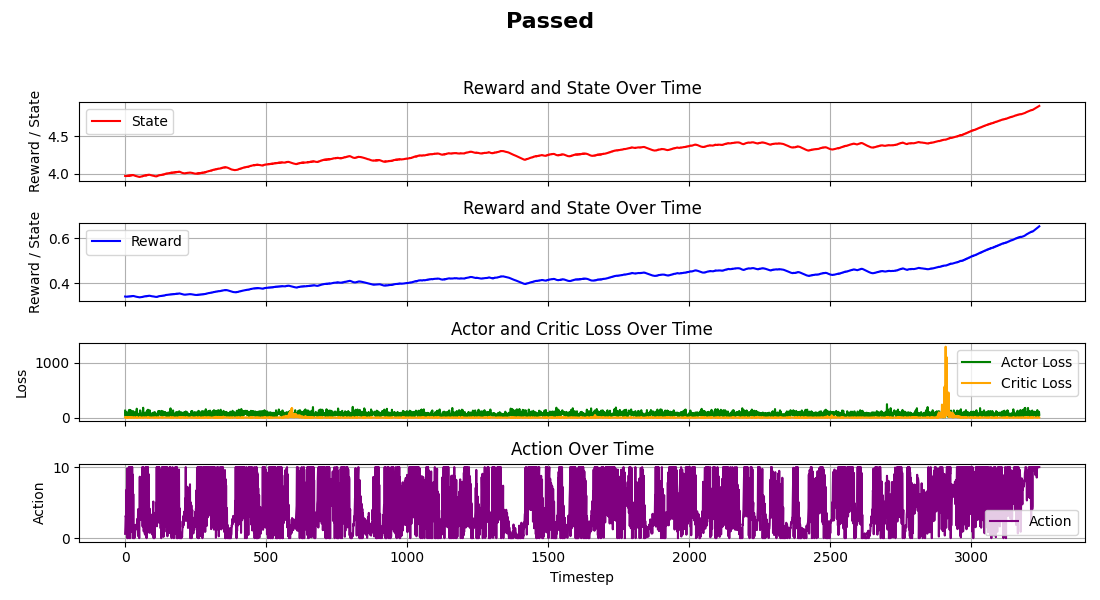 Passed
Reward and State Over Time
Reward / State
State
4.5
4.0
Reward and State Over Time
Reward / State
Reward
0.6
0.4
Actor and Critic Loss Over Time
Loss
Actor Loss
Critic Loss
1000
0
Action Over Time
Action
10
0
Action
0 500 1000 1500 2000 2500 3000
Timestep